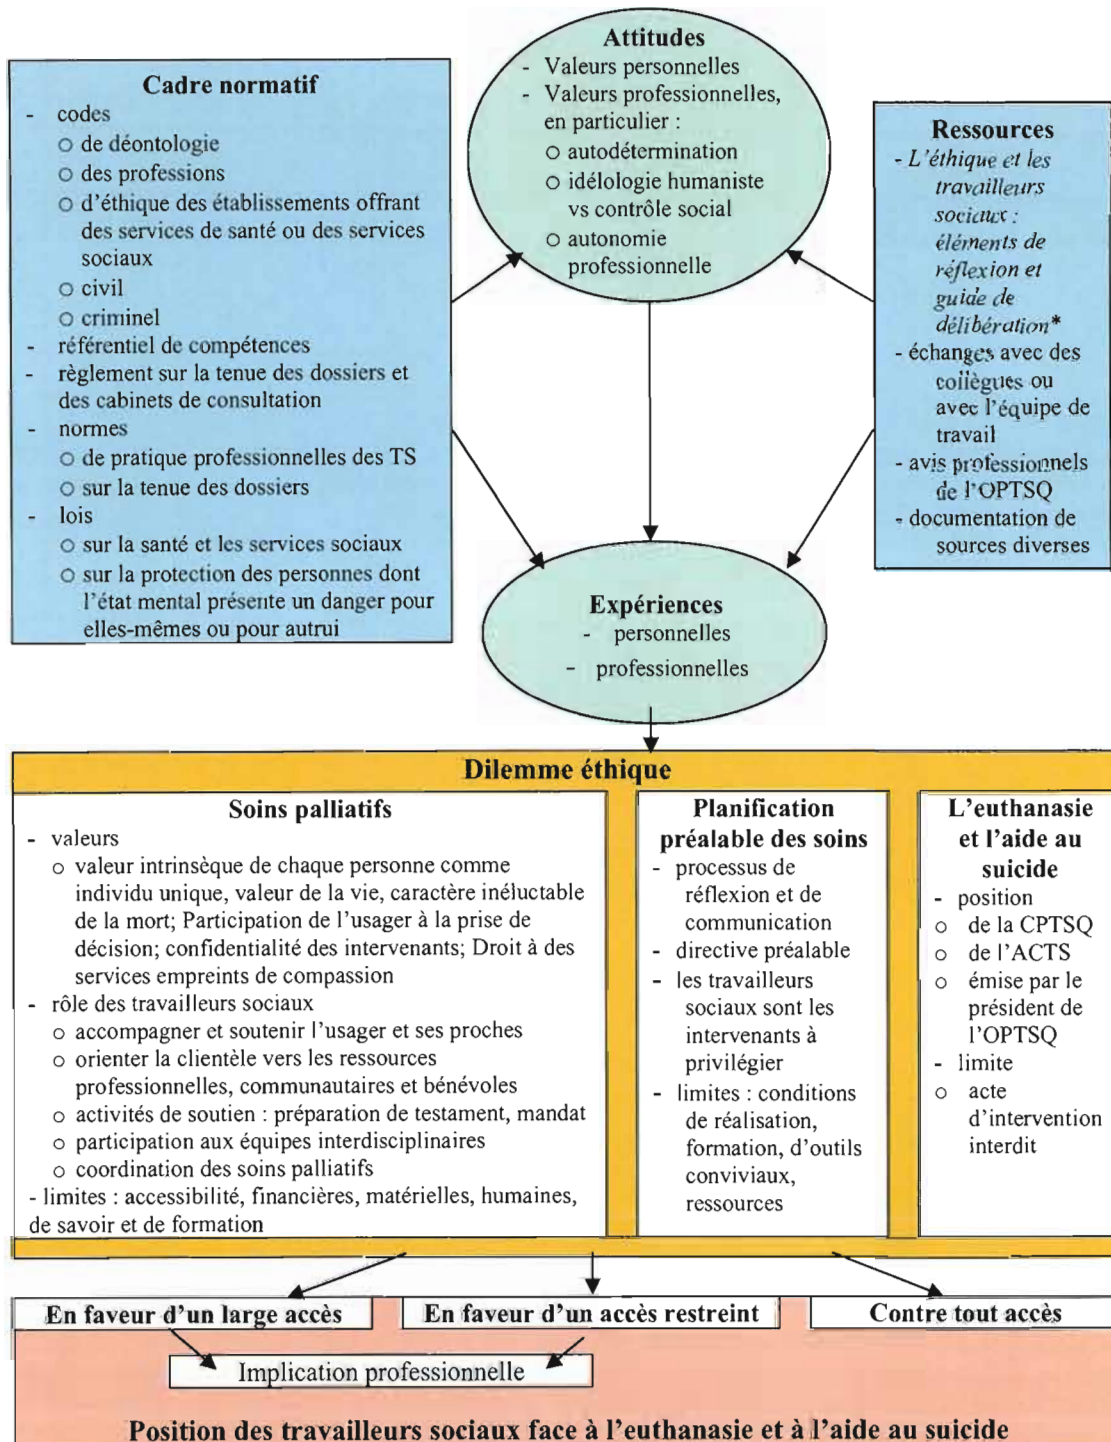 Cadre normatif
- codes
○ de déontologie
○ des professions
○ d'éthique des établissements offrant
des services de santé ou des services
sociaux
○ civil
○ criminel
- référentiel de compétences
- règlement sur la tenue des dossiers et
des cabinets de consultation
- normes
○ de pratique professionnelles des TS
○ sur la tenue des dossiers
- lois
○ sur la santé et les services sociaux
○ sur la protection des personnes dont
l'état mental présente un danger pour
elles-mêmes ou pour autrui
Attitudes
- Valeurs personnelles
- Valeurs professionnelles,
en particulier :
○ autodétermination
○ idélologie humaniste
vs contrôle social
○ autonomie
professionnelle
Ressources
- L'éthique et les
travailleurs
sociaux :
éléments de
réflexion et
guide de
délibération*
- échanges avec des
collègues ou
avec l'équipe de
travail
- avis professionnels
de l'OPTSQ
- documentation de
sources diverses
Expériences
- personnelles
- professionnelles
Dilemme éthique
Soins palliatifs
- valeurs
○ valeur intrinsèque de chaque personne comme
individu unique, valeur de la vie, caractère inéluctable
de la mort; Participation de l'usager à la prise de
décision; confidentialité des intervenants; Droit à des
services empreints de compassion
- rôle des travailleurs sociaux
○ accompagner et soutenir l'usager et ses proches
○ orienter la clientèle vers les ressources
professionnelles, communautaires et bénévoles
○ activités de soutien : préparation de testament, mandat
○ participation aux équipes interdisciplinaires
○ coordination des soins palliatifs
- limites : accessibilité, financières, matérielles, humaines,
de savoir et de formation
Planification
préalable des soins
- processus de
réflexion et de
communication
- directive préalable
- les travailleurs
sociaux sont les
intervenants à
privilégier
- limites : conditions
de réalisation,
formation, d'outils
conviviaux,
ressources
L'euthanasie
et l'aide au
suicide
- position
○ de la CPTSQ
○ de l'ACTS
○ émise par le
président de
l'OPTSQ
- limite
○ acte
d'intervention
interdit
En faveur d'un large accès
En faveur d'un accès restreint
Contre tout accès
Implication professionnelle
Position des travailleurs sociaux face à l'euthanasie et à l'aide au suicide